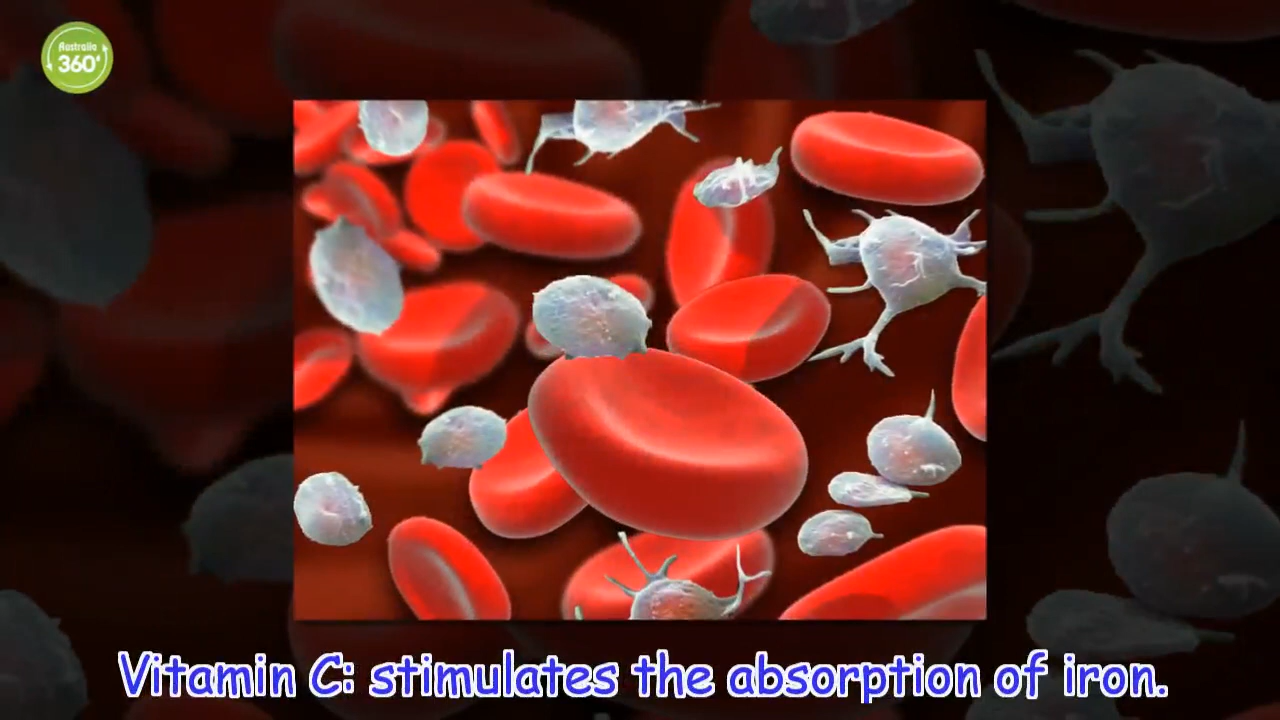 Australia
360°
Vitamin C: stimulates the absorption of iron.